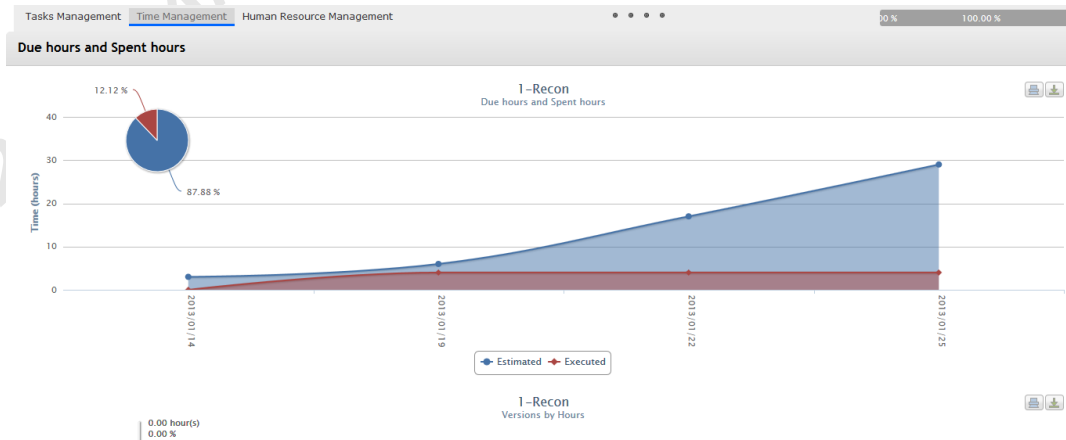 Tasks Management Time Management Human Resource Management
00 % 100.00 %
Due hours and Spent hours
1-Recon
Due hours and Spent hours
12.12 %
87.88 %
Time (hours)
40
30
20
10
0
2013/01/14
2013/01/19
2013/01/22
2013/01/25
Estimated Executed
1-Recon
Versions by Hours
0.00 hour(s)
0.00 %